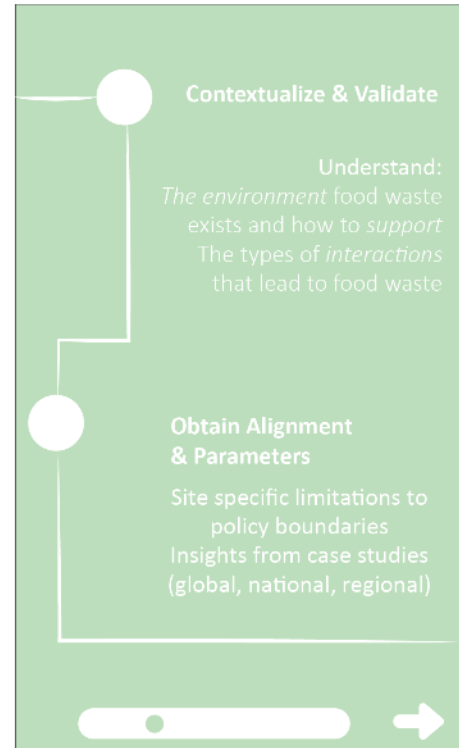 Contextualize & Validate
Understand:
The environment food waste
exists and how to support
The types of interactions
that lead to food waste
Obtain Alignment
& Parameters
Site specific limitations to
policy boundaries
Insights from case studies
(global, national, regional)